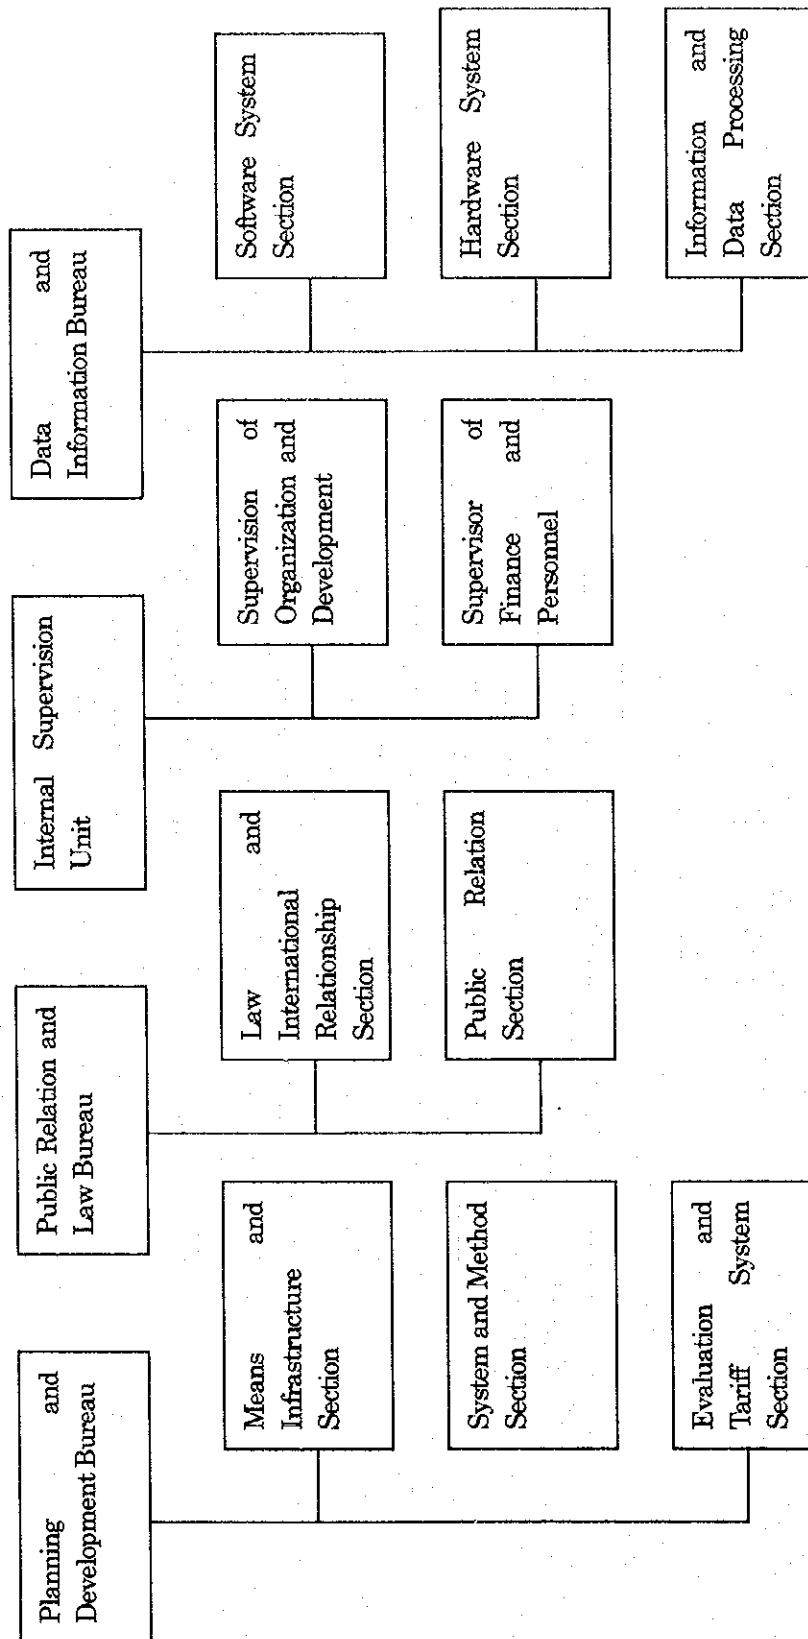 Planning and
Development Bureau
Means and
Infrastructure
Section
System and Method
Section
Evaluation and
Tariff System
Section
Public Relation and
Law Bureau
Law and
International
Relationship
Section
Public Relation
Section
Internal Supervision
Unit
Supervision of
Organization and
Development
Supervisor of
Finance and
Personnel
Data and
Information Bureau
Software System
Section
Hardware System
Section
Information and
Data Processing
Section